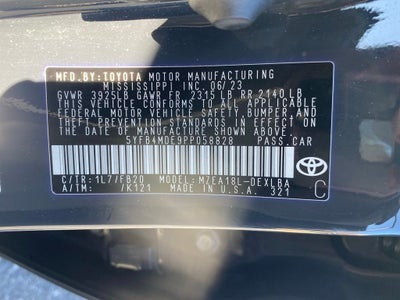 MFD.BY:TOYOTA MOTOR MANUFACTURING
MISSISSIPPI INC 06/23
GVWR 3925LB GAWR FR 2315 LB RR 2140 LB
THIS VEHICLE CONFORMS TO ALL APPLICABLE
FEDERAL MOTOR VEHICLE SAFETY, BUMPER, AND
THEFT PREVENTION STANDARDS IN EFFECT ON
THE DATE OF MANUFACTURE SHOWN ABOVE.
5YFB4MDE9PP058828 PASS.CAR
C/TR:1L7/FB20 MODEL:MZEA18L-DEXLBA
A/TM: /K121 MADE IN U.S.A. 321
TOYOTA
C